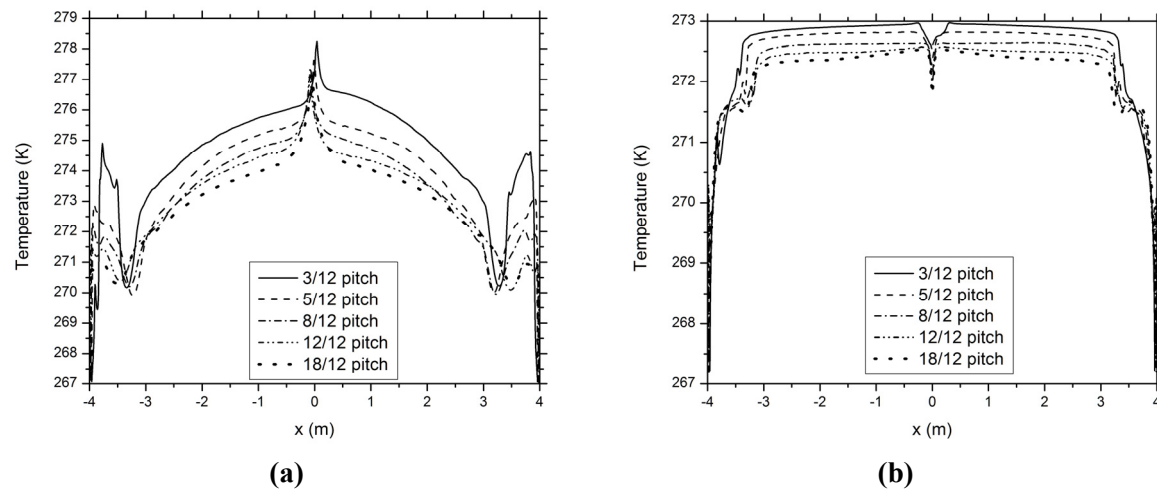 279
278
277
276
275
274
273
272
271
270
269
268
267
Temperature (K)
-4 -3 -2 -1 0 1 2 3 4
x (m)
3/12 pitch
5/12 pitch
8/12 pitch
12/12 pitch
18/12 pitch
(a)
273
272
271
270
269
268
267
Temperature (K)
-4 -3 -2 -1 0 1 2 3 4
x (m)
3/12 pitch
5/12 pitch
8/12 pitch
12/12 pitch
18/12 pitch
(b)